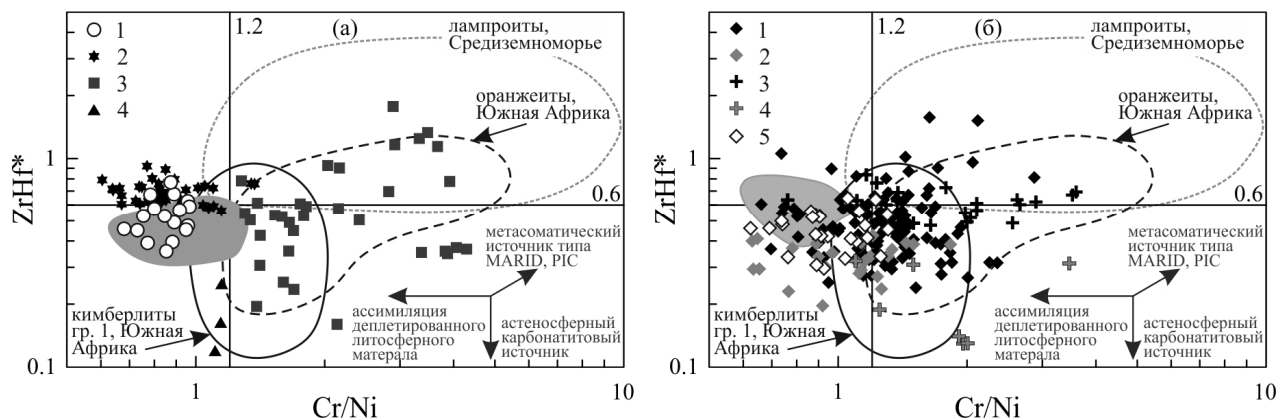 1
2
3
4
1.2
(а)
лампроиты,
Средиземноморье
оранжеиты,
Южная Африка
1
0.6
ZrHf*
метасоматический
источник типа
MARID, PIC
кимберлиты
гр. 1, Южная
Африка
ассимиляция
деплетированного
литосферного
матерала
астеносферный
карбонатитовый
источник
0.1
1
10
Cr/Ni
1
2
3
4
5
1.2
(б)
лампроиты,
Средиземноморье
оранжеиты,
Южная Африка
1
0.6
ZrHf*
метасоматический
источник типа
MARID, PIC
кимберлиты
гр. 1, Южная
Африка
ассимиляция
деплетированного
литосферного
матерала
астеносферный
карбонатитовый
источник
0.1
1
10
Cr/Ni